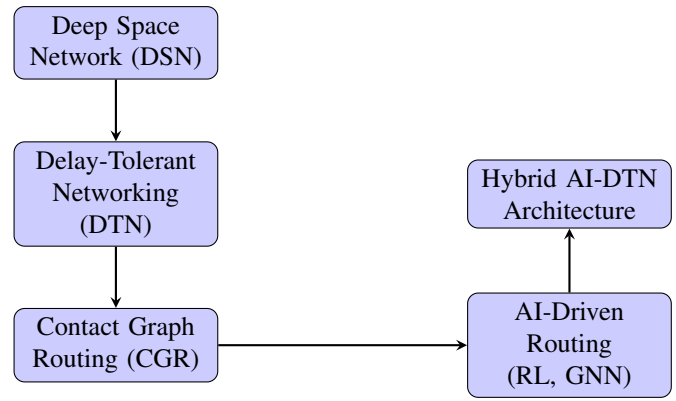 Deep Space
Network (DSN)
Delay-Tolerant
Networking
(DTN)
Contact Graph
Routing (CGR)
AI-Driven
Routing
(RL, GNN)
Hybrid AI-DTN
Architecture